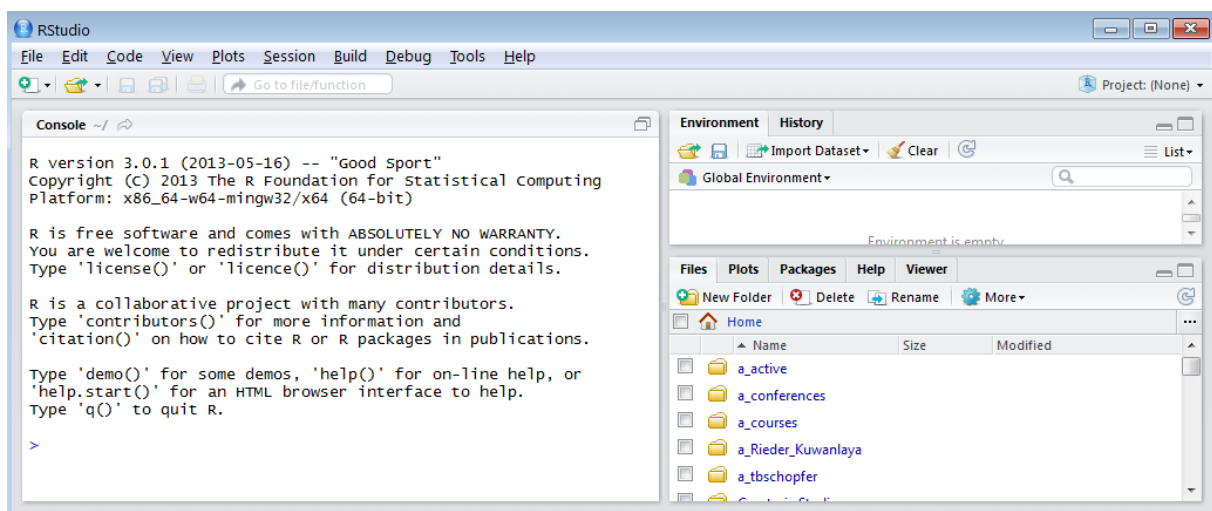 RStudio
File Edit Code View Plots Session Build Debug Tools Help
Go to file/function
Project: (None)
Console ~/
R version 3.0.1 (2013-05-16) -- "Good Sport"
Copyright (C) 2013 The R Foundation for Statistical Computing
Platform: x86_64-w64-mingw32/x64 (64-bit)
R is free software and comes with ABSOLUTELY NO WARRANTY.
You are welcome to redistribute it under certain conditions.
Type 'license()' or 'licence()' for distribution details.
R is a collaborative project with many contributors.
Type 'contributors()' for more information and
'citation()' on how to cite R or R packages in publications.
Type 'demo()' for some demos, 'help()' for on-line help, or
'help.start()' for an HTML browser interface to help.
Type 'q()' to quit R.
>
Environment History
Import Dataset Clear List
Global Environment
Environment is empty
Files Plots Packages Help Viewer
New Folder Delete Rename More
Home ...
Name Size Modified
a_active
a_conferences
a_courses
a_Rieder_Kuwanlaya
a_tbschopfer